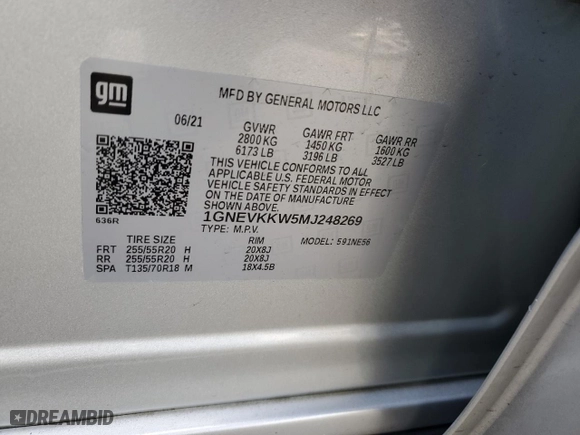 gm
MFD BY GENERAL MOTORS LLC
06/21 GVWR GAWR FRT GAWR RR
2800 KG 1450 KG 1600 KG
6173 LB 3196 LB 3527 LB
THIS VEHICLE CONFORMS TO ALL
APPLICABLE U.S. FEDERAL MOTOR
VEHICLE SAFETY STANDARDS IN EFFECT
ON THE DATE OF MANUFACTURE
SHOWN ABOVE.
636R 1GNEVKKW5MJ248269
TYPE: M.P.V.
TIRE SIZE RIM MODEL: 591NE56
FRT 255/55R20 H 20X8J
RR 255/55R20 H 20X8J
SPA T135/70R18 M 18X4.5B
DREAMBID